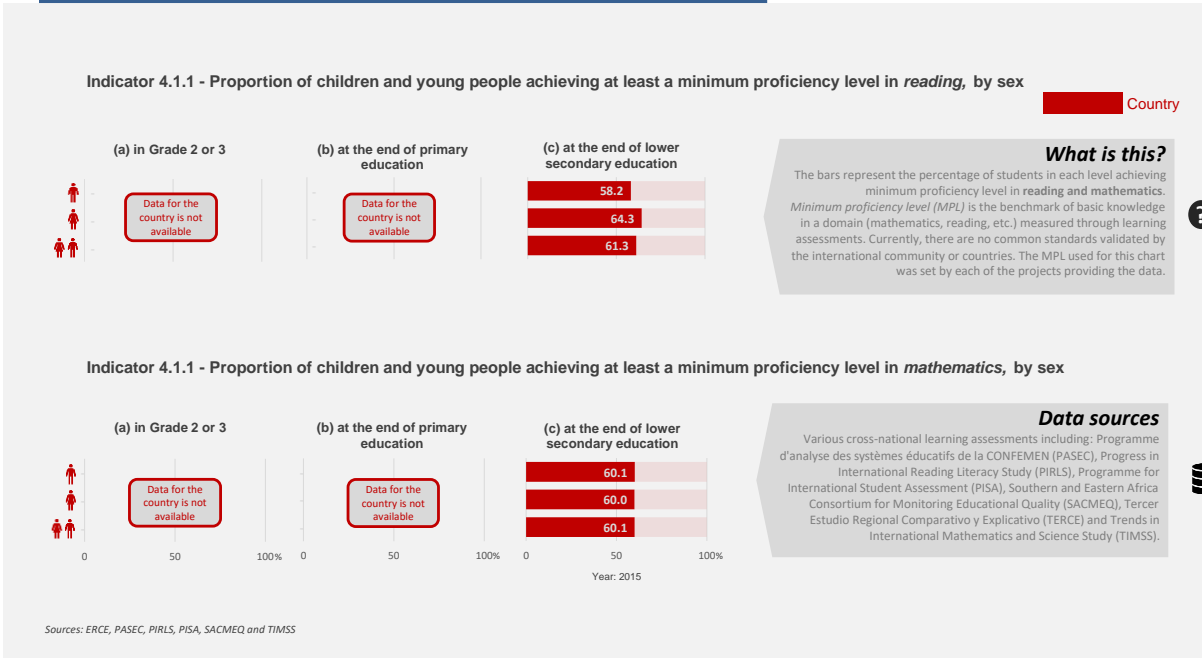 Indicator 4.1.1 - Proportion of children and young people achieving at least a minimum proficiency level in reading, by sex
Country
(a) in Grade 2 or 3
(b) at the end of primary
education
(c) at the end of lower
secondary education
Data for the
country is not
available
Data for the
country is not
available
58.2
64.3
61.3
What is this?
The bars represent the percentage of students in each level achieving
minimum proficiency level in reading and mathematics.
Minimum proficiency level (MPL) is the benchmark of basic knowledge
in a domain (mathematics, reading, etc.) measured through learning
assessments. Currently, there are no common standards validated by
the international community or countries. The MPL used for this chart
was set by each of the projects providing the data.
?
Indicator 4.1.1 - Proportion of children and young people achieving at least a minimum proficiency level in mathematics, by sex
(a) in Grade 2 or 3
(b) at the end of primary
education
(c) at the end of lower
secondary education
Data for the
country is not
available
Data for the
country is not
available
60.1
60.0
60.1
0 50 100%
0 50 100%
0 50 100%
Year: 2015
Data sources
Various cross-national learning assessments including: Programme
d'analyse des systèmes éducatifs de la CONFEMEN (PASEC), Progress in
International Reading Literacy Study (PIRLS), Programme for
International Student Assessment (PISA), Southern and Eastern Africa
Consortium for Monitoring Educational Quality (SACMEQ), Tercer
Estudio Regional Comparativo y Explicativo (TERCE) and Trends in
International Mathematics and Science Study (TIMSS).
Sources: ERCE, PASEC, PIRLS, PISA, SACMEQ and TIMSS